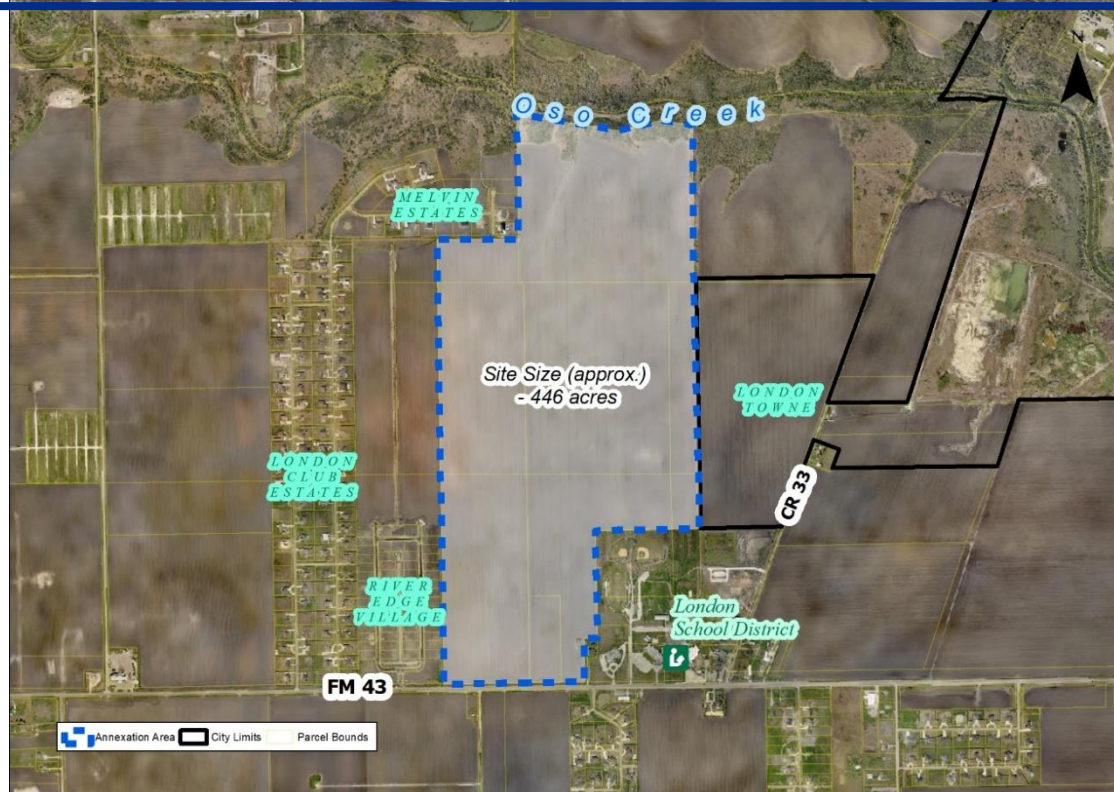 N
Oso Creek
MELVIN
ESTATES
Site Size (approx.)
- 446 acres
LONDON
TOWNE
LONDON
CLUB
ESTATES
CR 33
RIVER
EDGE
VILLAGE
London
School District
FM 43
Annexation Area
City Limits
Parcel Bounds